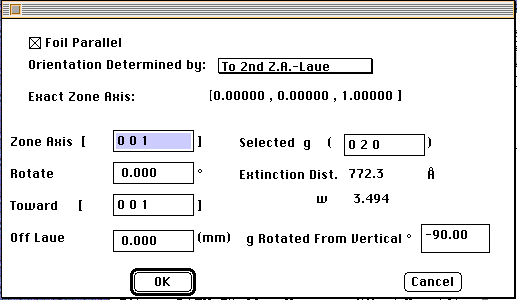 Foil Parallel
Orientation Determined by: To 2nd Z.A.-Laue
Exact Zone Axis: [0.00000 , 0.00000 , 1.00000 ]
Zone Axis [ 0 0 1 ] Selected g ( 0 2 0 )
Rotate 0.000 ° Extinction Dist. 772.3 Å
Toward [ 0 0 1 ] w 3.494
Off Laue 0.000 (mm) g Rotated From Vertical ° -90.00
OK Cancel